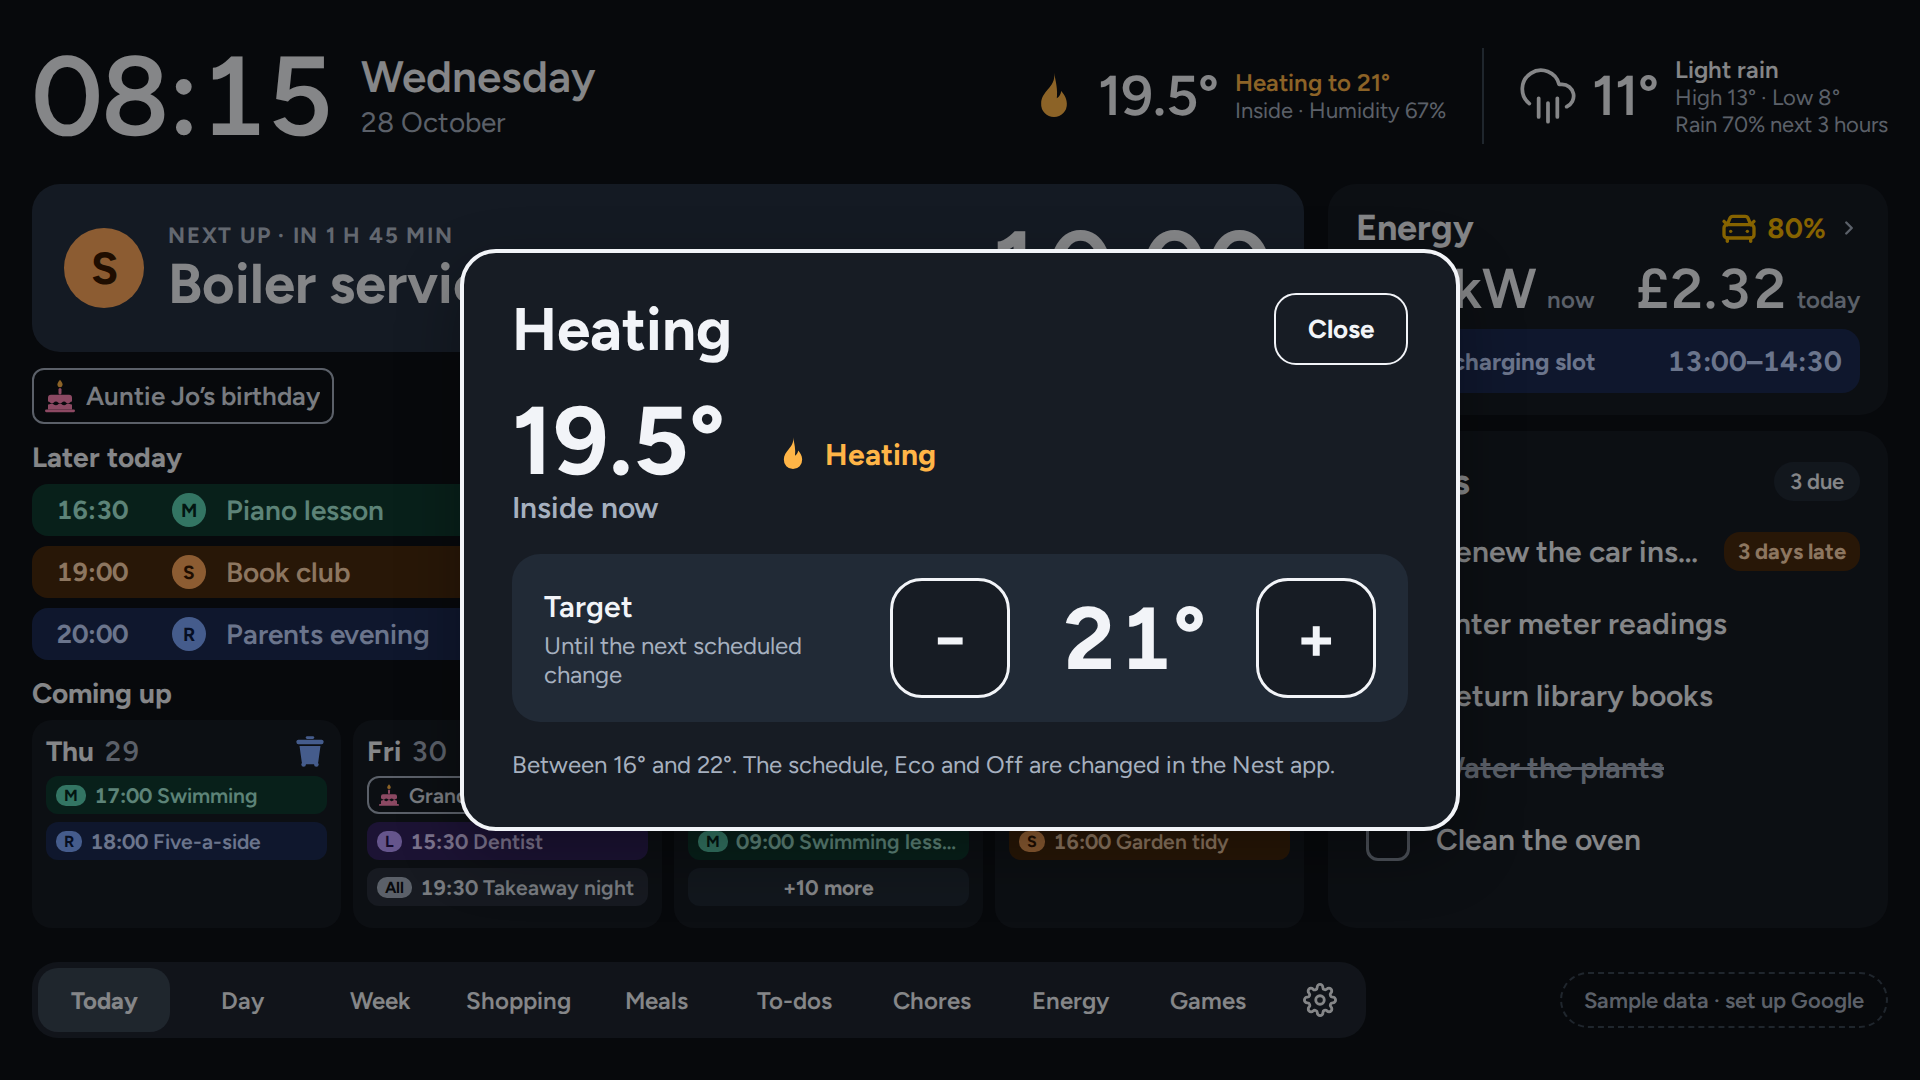 08:15
Wednesday
28 October
19.5°
Heating to 21°
Inside · Humidity 67%
11°
Light rain
High 13° · Low 8°
Rain 70% next 3 hours
S
NEXT UP · IN 1 H 45 MIN
Boiler servi
Energy
80%
kW now
£2.32 today
charging slot
13:00–14:30
Auntie Jo’s birthday
Later today
16:30
M
Piano lesson
19:00
S
Book club
20:00
R
Parents evening
Heating
Close
19.5°
Heating
Inside now
Target
Until the next scheduled
change
−
21°
+
Between 16° and 22°. The schedule, Eco and Off are changed in the Nest app.
3 due
enew the car ins...
3 days late
nter meter readings
eturn library books
ater the plants
Clean the oven
Coming up
Thu 29
M 17:00 Swimming
R 18:00 Five-a-side
Fri 30
Gran
L 15:30 Dentist
All 19:30 Takeaway night
M 09:00 Swimming less...
+10 more
S 16:00 Garden tidy
Today
Day
Week
Shopping
Meals
To-dos
Chores
Energy
Games
Sample data · set up Google